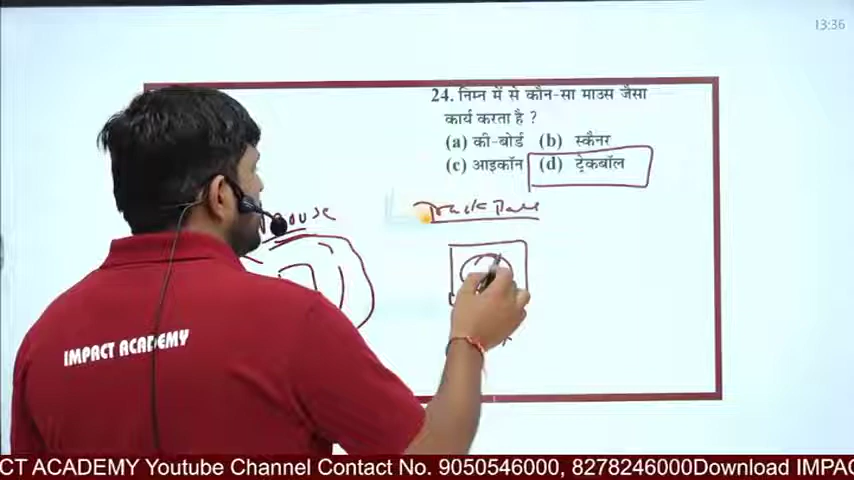 13:36
24. निम्न में से कौन-सा माउस जैसा
कार्य करता है ?
(a) की-बोर्ड (b) स्कैनर
(c) आइकॉन (d) ट्रेकबॉल
Track Ball
IMPACT ACADEMY
CT ACADEMY Youtube Channel Contact No. 9050546000, 8278246000Download IMPAC